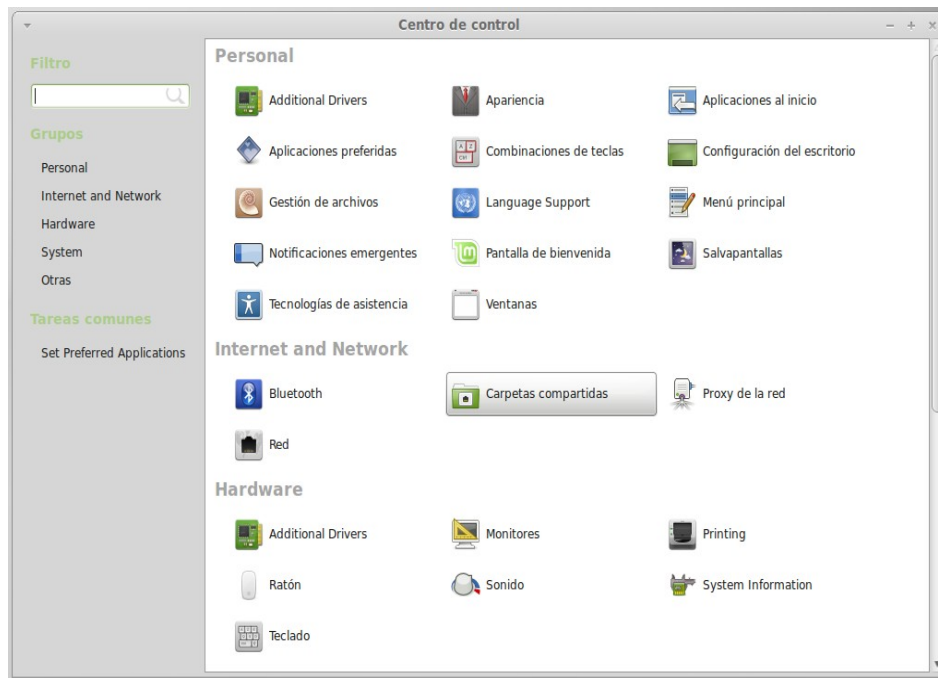 Centro de control
Filtro
Grupos
Personal
Internet and Network
Hardware
System
Otras
Tareas comunes
Set Preferred Applications
Personal
Additional Drivers
Apariencia
Aplicaciones al inicio
Aplicaciones preferidas
Combinaciones de teclas
Configuración del escritorio
Gestión de archivos
Language Support
Menú principal
Notificaciones emergentes
Pantalla de bienvenida
Salvapantallas
Tecnologías de asistencia
Ventanas
Internet and Network
Bluetooth
Carpetas compartidas
Proxy de la red
Red
Hardware
Additional Drivers
Monitores
Printing
Ratón
Sonido
System Information
Teclado